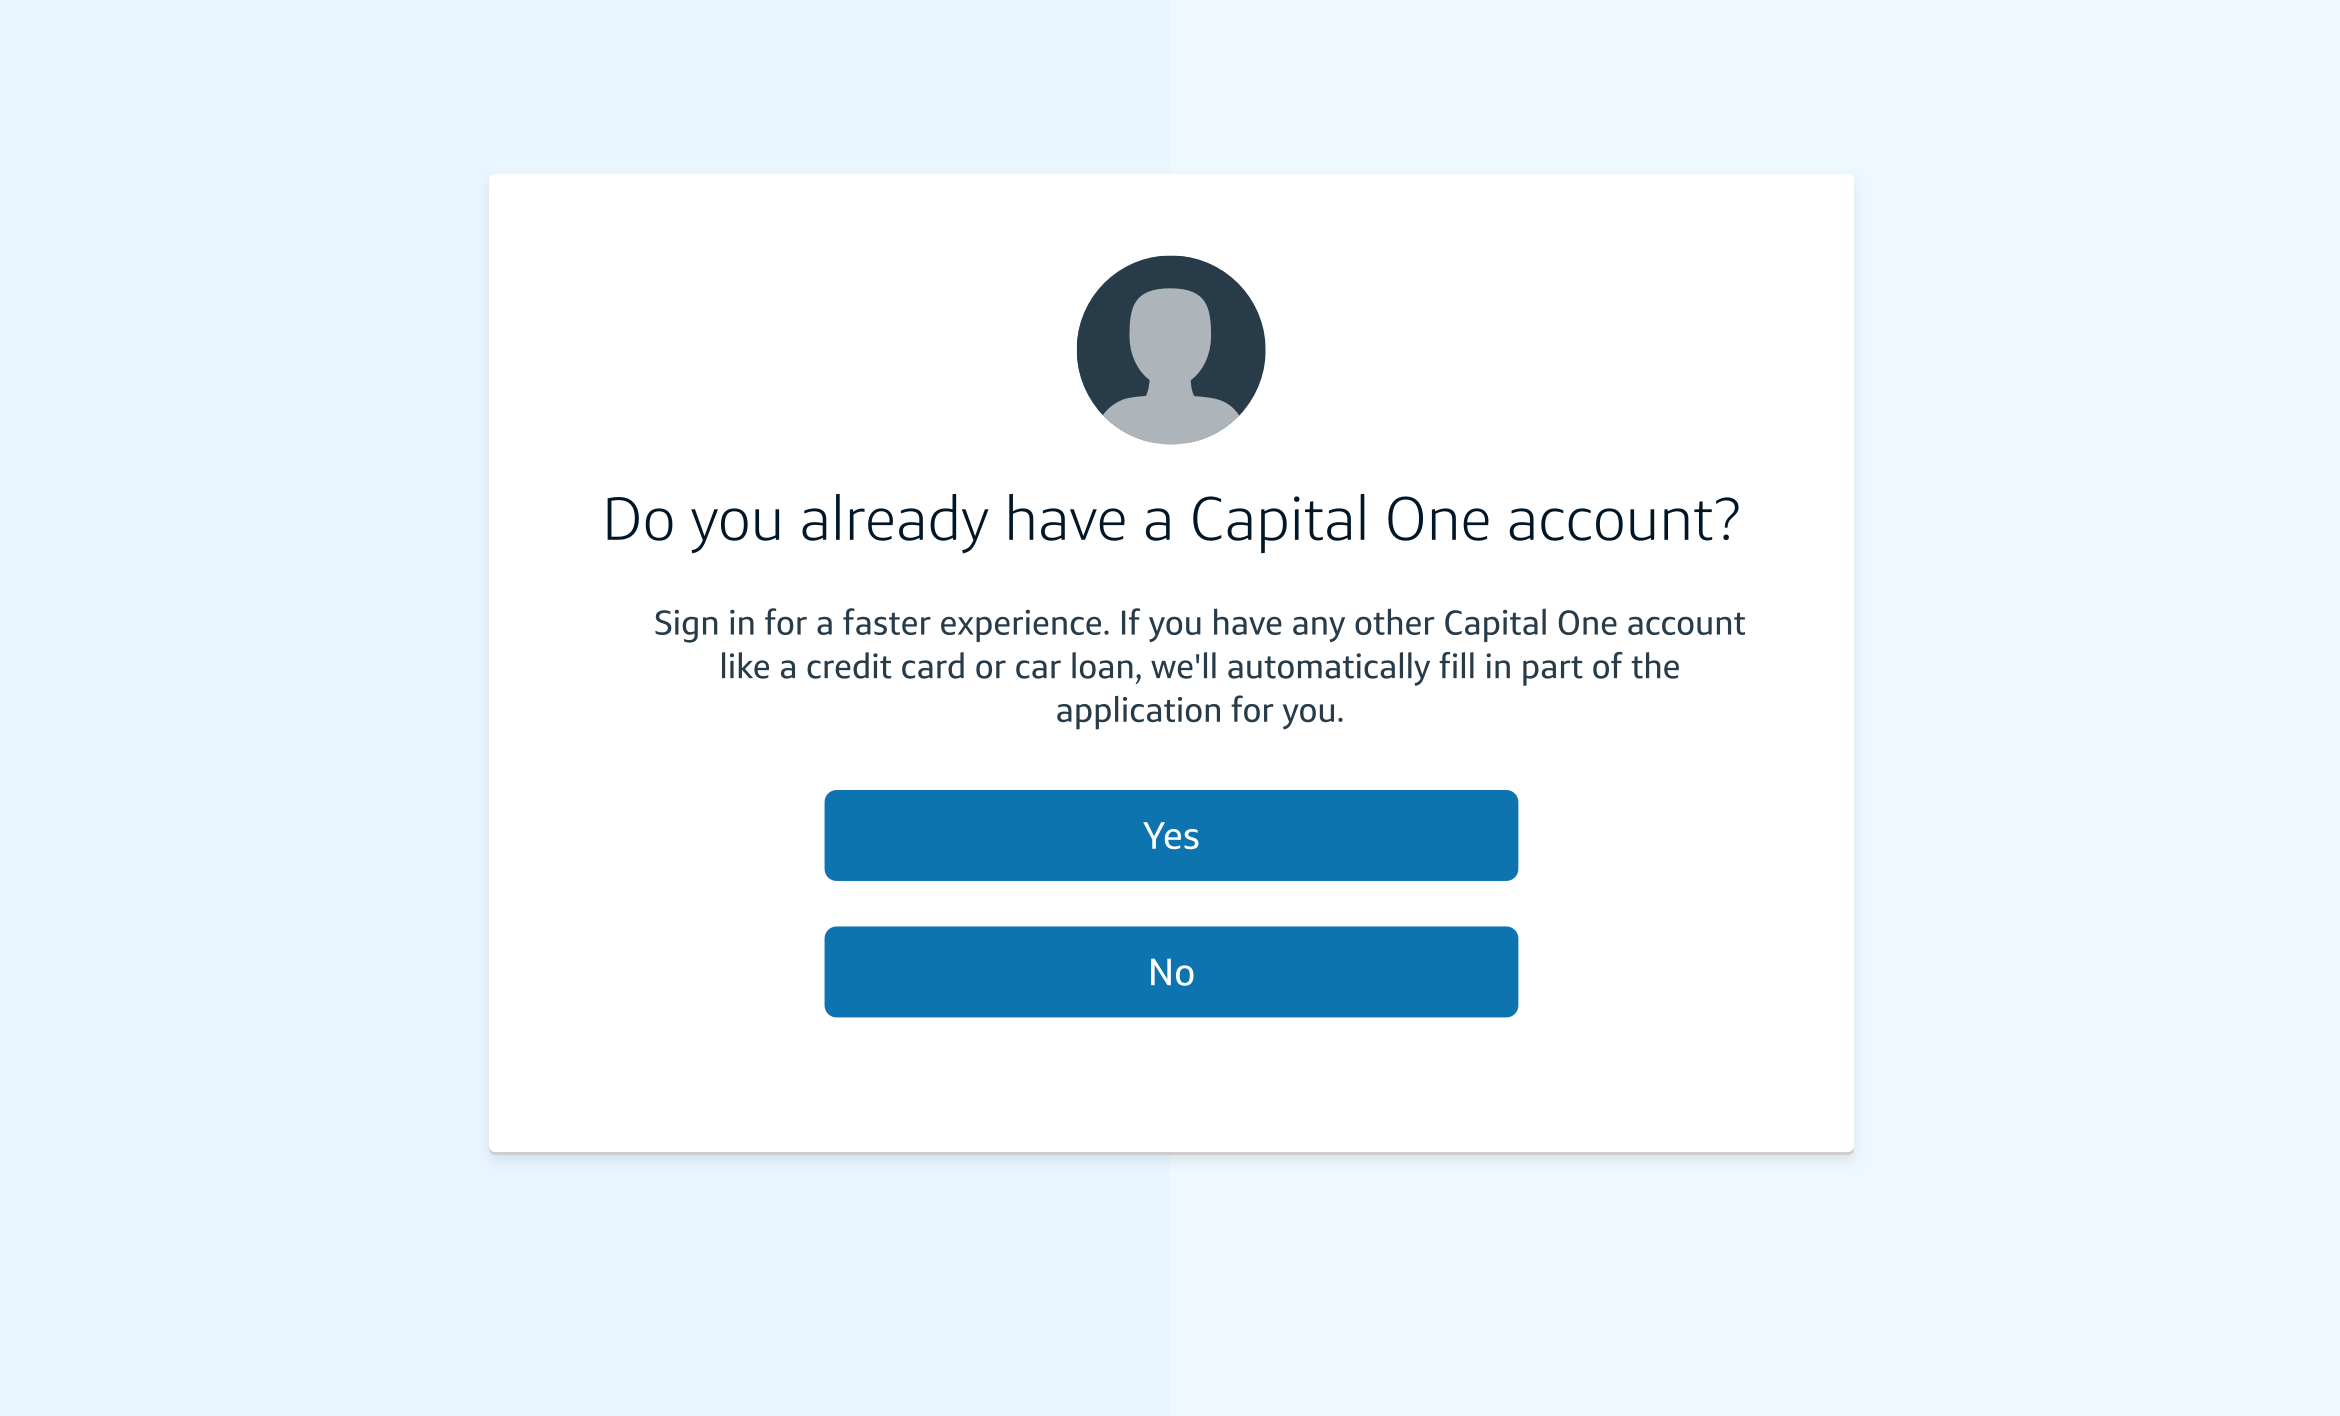 Do you already have a Capital One account?
Sign in for a faster experience. If you have any other Capital One account
like a credit card or car loan, we'll automatically fill in part of the
application for you.
Yes
No